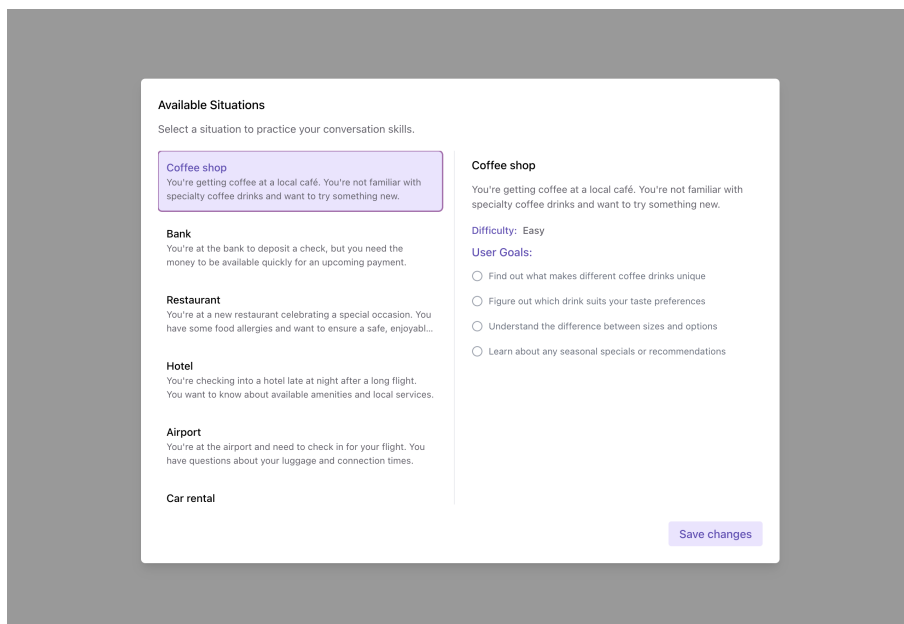 Available Situations
Select a situation to practice your conversation skills.
Coffee shop
You're getting coffee at a local café. You're not familiar with
specialty coffee drinks and want to try something new.
Bank
You're at the bank to deposit a check, but you need the
money to be available quickly for an upcoming payment.
Restaurant
You're at a new restaurant celebrating a special occasion. You
have some food allergies and want to ensure a safe, enjoyabl...
Hotel
You're checking into a hotel late at night after a long flight.
You want to know about available amenities and local services.
Airport
You're at the airport and need to check in for your flight. You
have questions about your luggage and connection times.
Car rental
Coffee shop
You're getting coffee at a local café. You're not familiar with
specialty coffee drinks and want to try something new.
Difficulty: Easy
User Goals:
Find out what makes different coffee drinks unique
Figure out which drink suits your taste preferences
Understand the difference between sizes and options
Learn about any seasonal specials or recommendations
Save changes